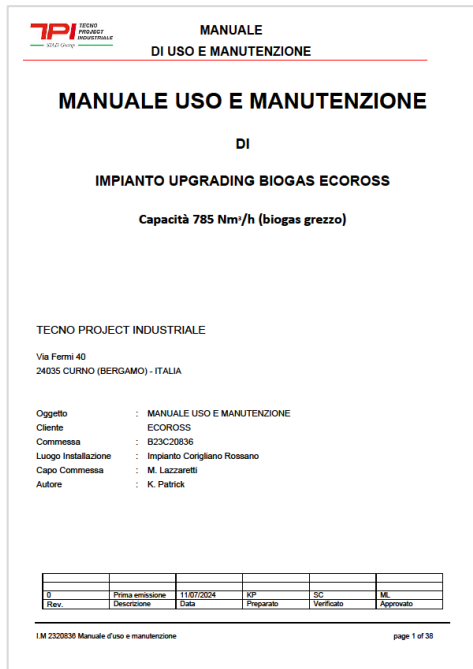 TPI TECNO
PROJECT
INDUSTRIALE
SIAD Group
MANUALE
DI USO E MANUTENZIONE
MANUALE USO E MANUTENZIONE
DI
IMPIANTO UPGRADING BIOGAS ECOROSS
Capacità 785 Nm³/h (biogas grezzo)
TECNO PROJECT INDUSTRIALE
Via Fermi 40
24035 CURNO (BERGAMO) - ITALIA
Oggetto : MANUALE USO E MANUTENZIONE
Cliente ECOROSS
Commessa : B23C20836
Luogo Installazione : Impianto Corigliano Rossano
Capo Commessa : M. Lazzaretti
Autore : K. Patrick
0 Prima emissione 11/07/2024 KP SC ML
Rev. Descrizione Data Preparato Verificato Approvato
I.M 2320836 Manuale d'uso e manutenzione page 1 of 38